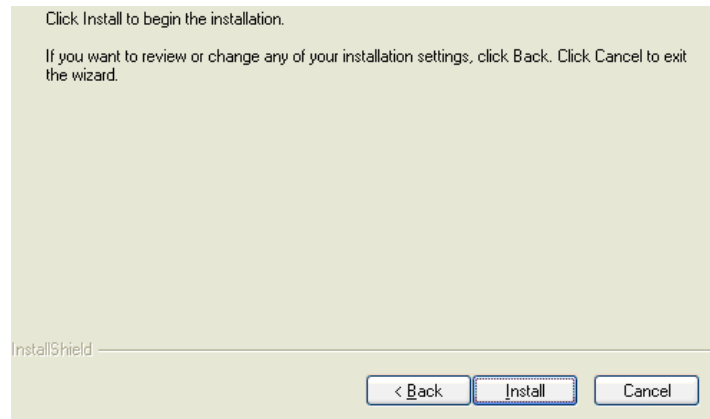 Click Install to begin the installation.
If you want to review or change any of your installation settings, click Back. Click Cancel to exit
the wizard.
InstallShield
< Back
Install
Cancel